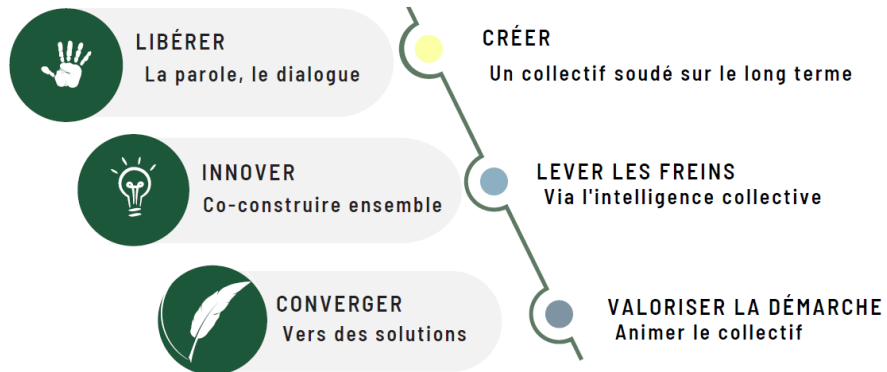 LIBÉRER
La parole, le dialogue
CRÉER
Un collectif soudé sur le long terme
INNOVER
Co-construire ensemble
LEVER LES FREINS
Via l'intelligence collective
CONVERGER
Vers des solutions
VALORISER LA DÉMARCHE
Animer le collectif